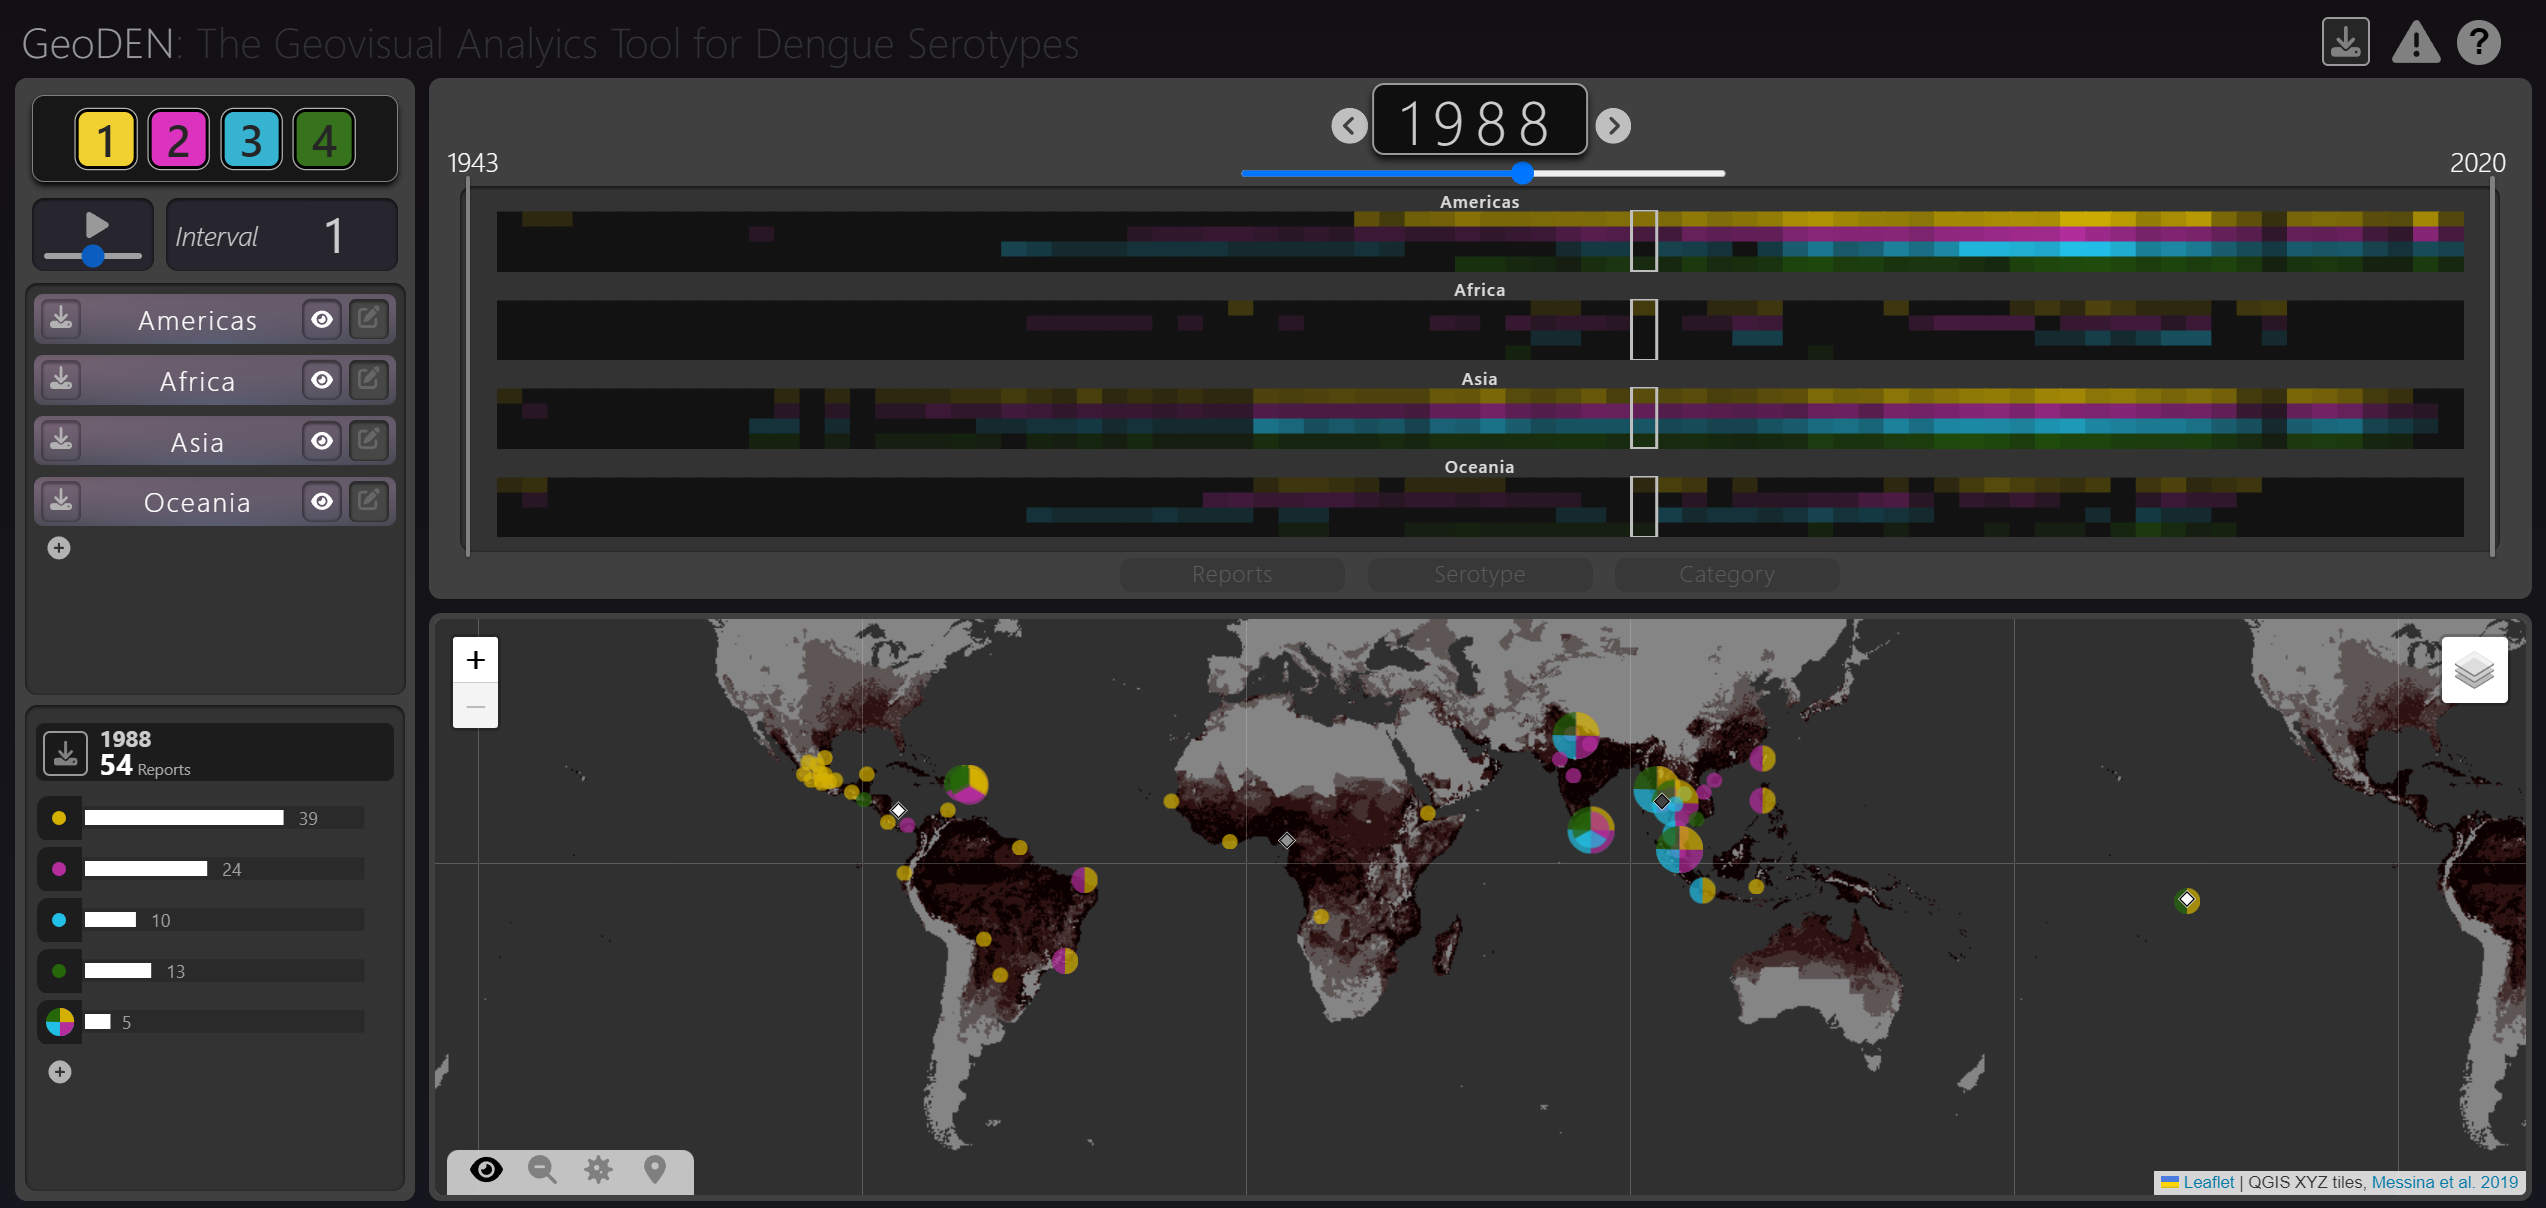 GeoDEN: The Geovisual Analyics Tool for Dengue Serotypes
?
1 2 3 4
Interval 1
Americas
Africa
Asia
Oceania
1988
54 Reports
39
24
10
13
5
1988
1943
2020
Americas
Africa
Asia
Oceania
Reports Serotype Category
+
−
Leaflet | QGIS XYZ tiles, Messina et al. 2019